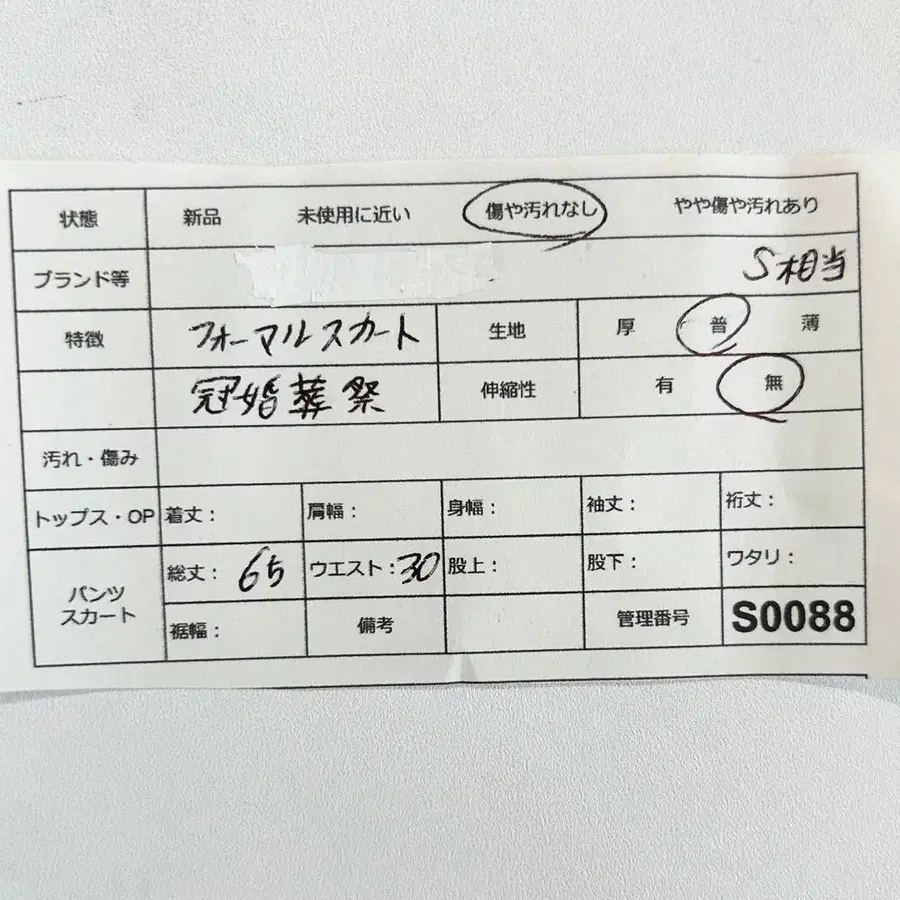 状態 新品 未使用に近い 傷や汚れなし やや傷や汚れあり
ブランド等 S相当
特徴 フォーマルスカート 生地 厚 普 薄
冠婚葬祭 伸縮性 有 無
汚れ・傷み
トップス・OP 着丈： 肩幅： 身幅： 袖丈： 裄丈：
パンツ スカート 総丈：65 ウエスト：30 股上： 股下： ワタリ：
裾幅： 備考 管理番号 S0088